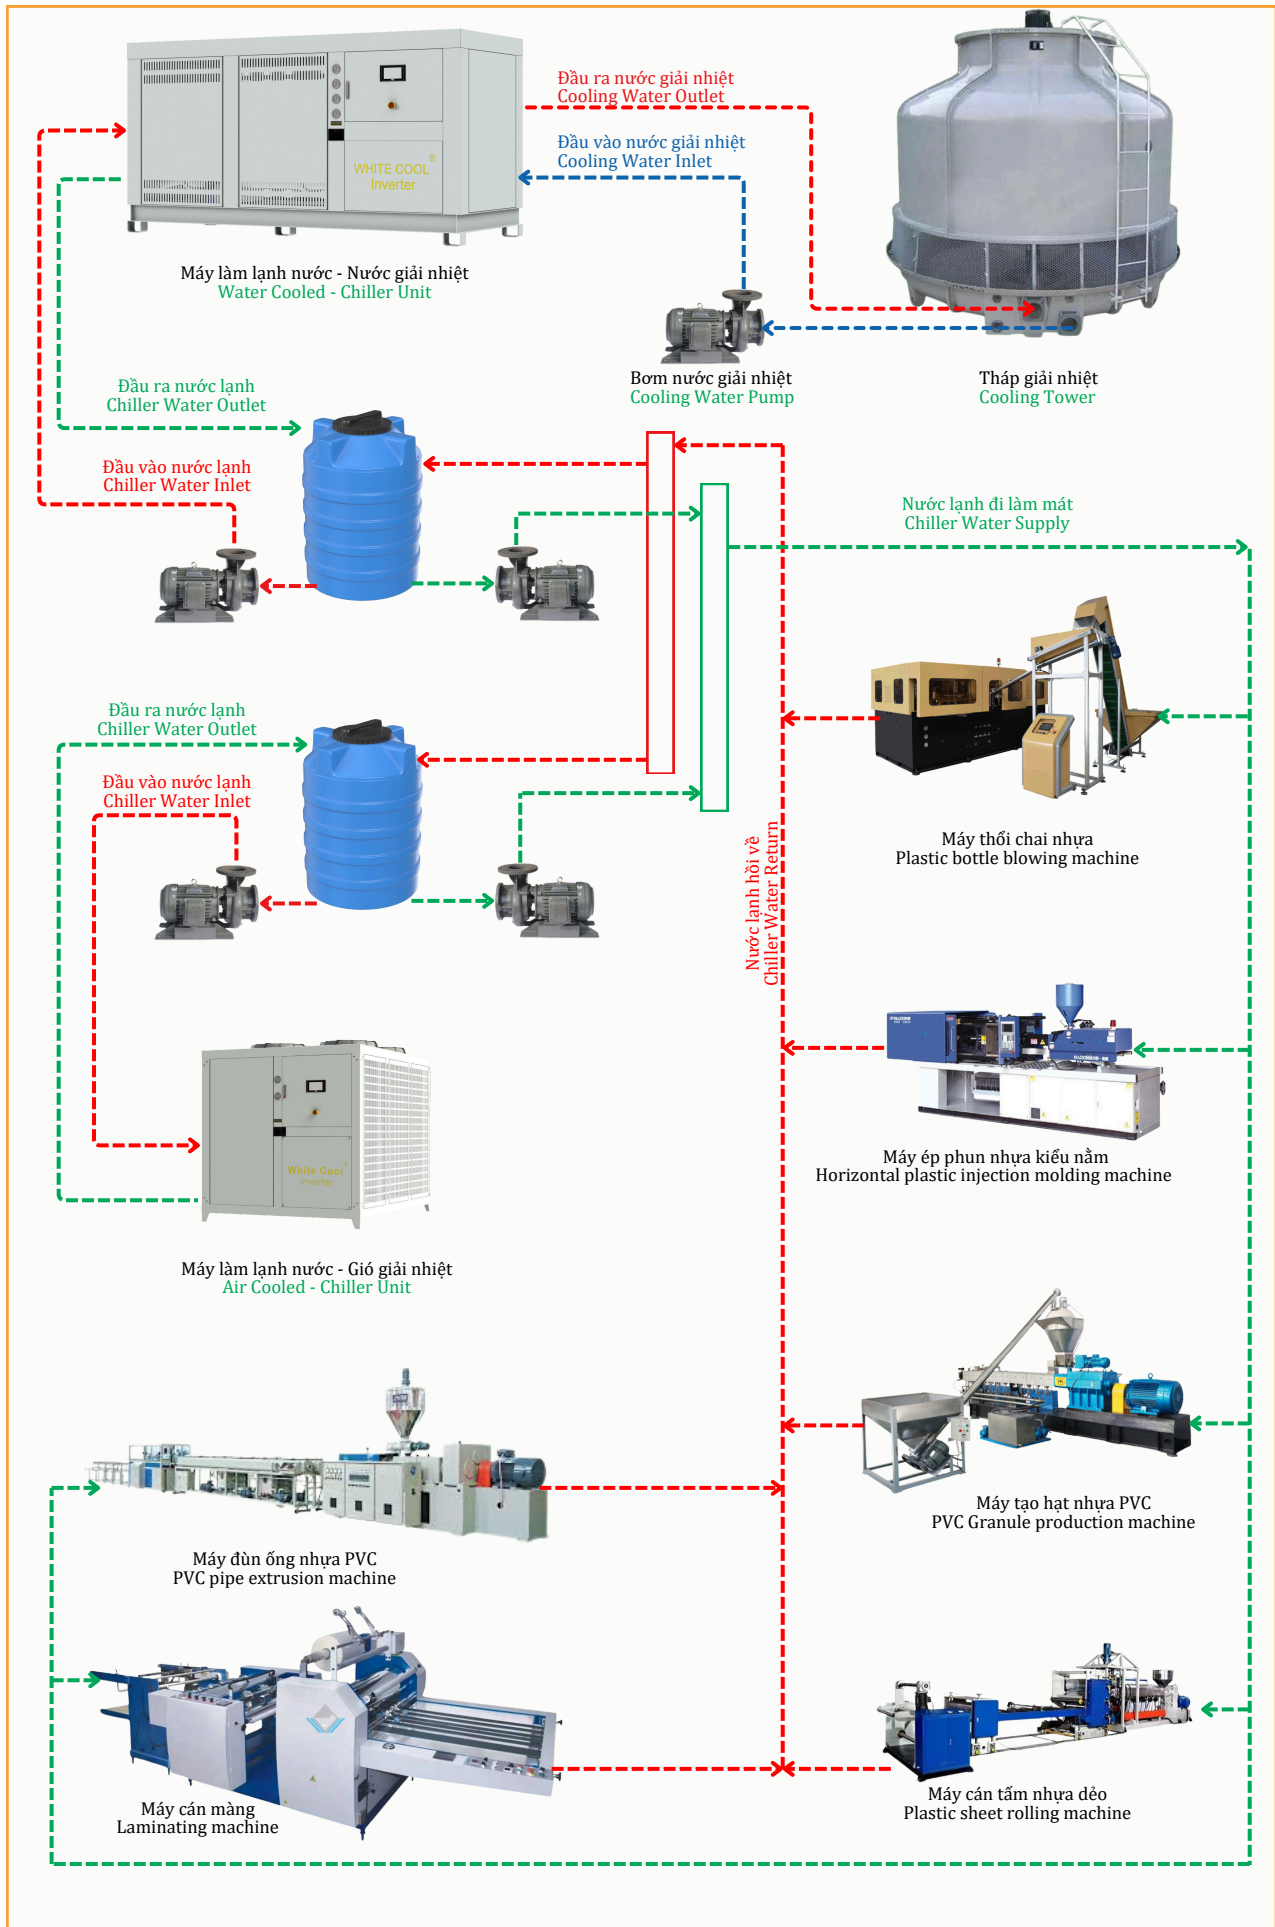 Đầu ra nước giải nhiệt
Cooling Water Outlet
Đầu vào nước giải nhiệt
Cooling Water Inlet
WHITE COOL®
Inverter
Máy làm lạnh nước - Nước giải nhiệt
Water Cooled - Chiller Unit
Bơm nước giải nhiệt
Cooling Water Pump
Tháp giải nhiệt
Cooling Tower
Đầu ra nước lạnh
Chiller Water Outlet
Đầu vào nước lạnh
Chiller Water Inlet
Nước lạnh đi làm mát
Chiller Water Supply
Đầu ra nước lạnh
Chiller Water Outlet
Đầu vào nước lạnh
Chiller Water Inlet
Nước lạnh hồi về
Chiller Water Return
Máy thổi chai nhựa
Plastic bottle blowing machine
Máy ép phun nhựa kiểu nằm
Horizontal plastic injection molding machine
White Cool®
Inverter
Máy làm lạnh nước - Gió giải nhiệt
Air Cooled - Chiller Unit
Máy tạo hạt nhựa PVC
PVC Granule production machine
Máy đùn ống nhựa PVC
PVC pipe extrusion machine
Máy cán màng
Laminating machine
Máy cán tấm nhựa dẻo
Plastic sheet rolling machine